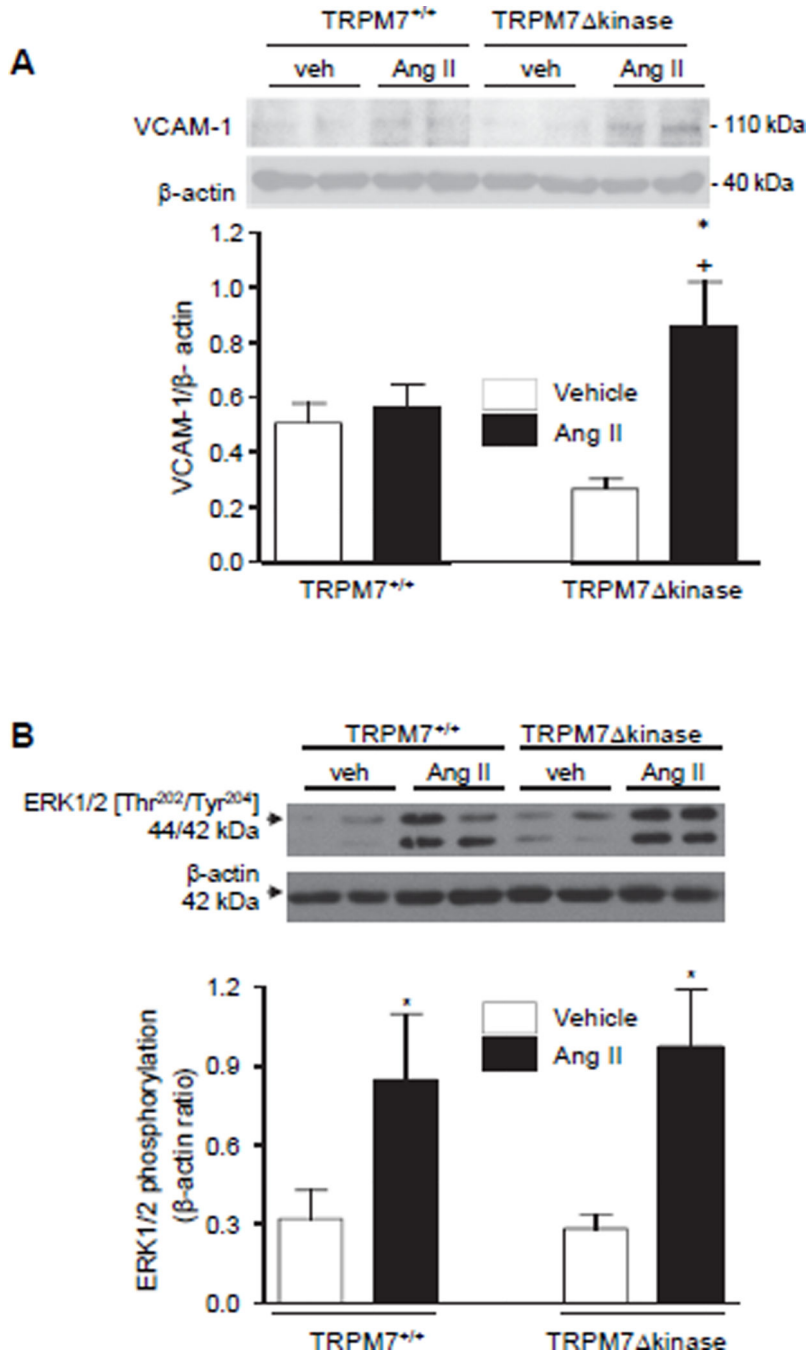 A
TRPM7+/+ TRPM7Δkinase
veh Ang II veh Ang II
VCAM-1 - 110 kDa
β-actin - 40 kDa
VCAM-1/β- actin
1.2
1.0
0.8
0.6
0.4
0.2
0.0
*
+
Vehicle
Ang II
TRPM7+/+ TRPM7Δkinase
B
TRPM7+/+ TRPM7Δkinase
veh Ang II veh Ang II
ERK1/2 [Thr202/Tyr204]
44/42 kDa
β-actin
42 kDa
ERK1/2 phosphorylation
(β-actin ratio)
1.2
0.9
0.6
0.3
0.0
* *
Vehicle
Ang II
TRPM7+/+ TRPM7Δkinase